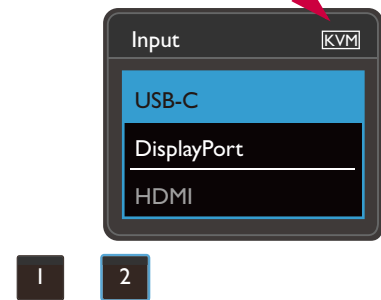 Input KVM
USB-C
DisplayPort
HDMI
1 2